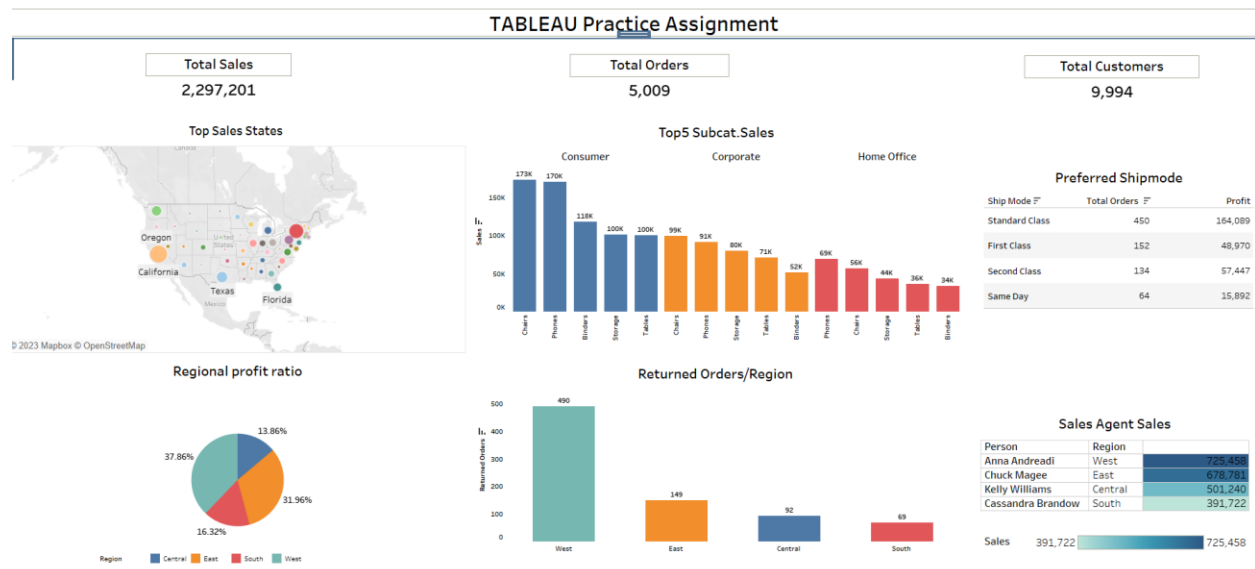 TABLEAU Practice Assignment
Total Sales
2,297,201
Total Orders
5,009
Total Customers
9,994
Top Sales States
Canada
United
States
Oregon
California
Texas
Florida
Mexico
© 2023 Mapbox © OpenStreetMap
Top5 Subcat.Sales
Consumer Corporate Home Office
Sales
150K
100K
50K
0K
173K 170K 118K 100K 100K 99K 91K 80K 71K 52K 69K 56K 44K 36K 34K
Chairs Phones Binders Storage Tables Chairs Phones Storage Tables Binders Phones Chairs Storage Tables Binders
Preferred Shipmode
Ship Mode Total Orders Profit
Standard Class 450 164,089
First Class 152 48,970
Second Class 134 57,447
Same Day 64 15,892
Regional profit ratio
13.86%
37.86%
31.96%
16.32%
Region Central East South West
Returned Orders/Region
Returned Orders
500
400
300
200
100
0
490 149 92 69
West East Central South
Sales Agent Sales
Person Region
Anna Andreadi West 725,458
Chuck Magee East 678,781
Kelly Williams Central 501,240
Cassandra Brandow South 391,722
Sales 391,722 725,458